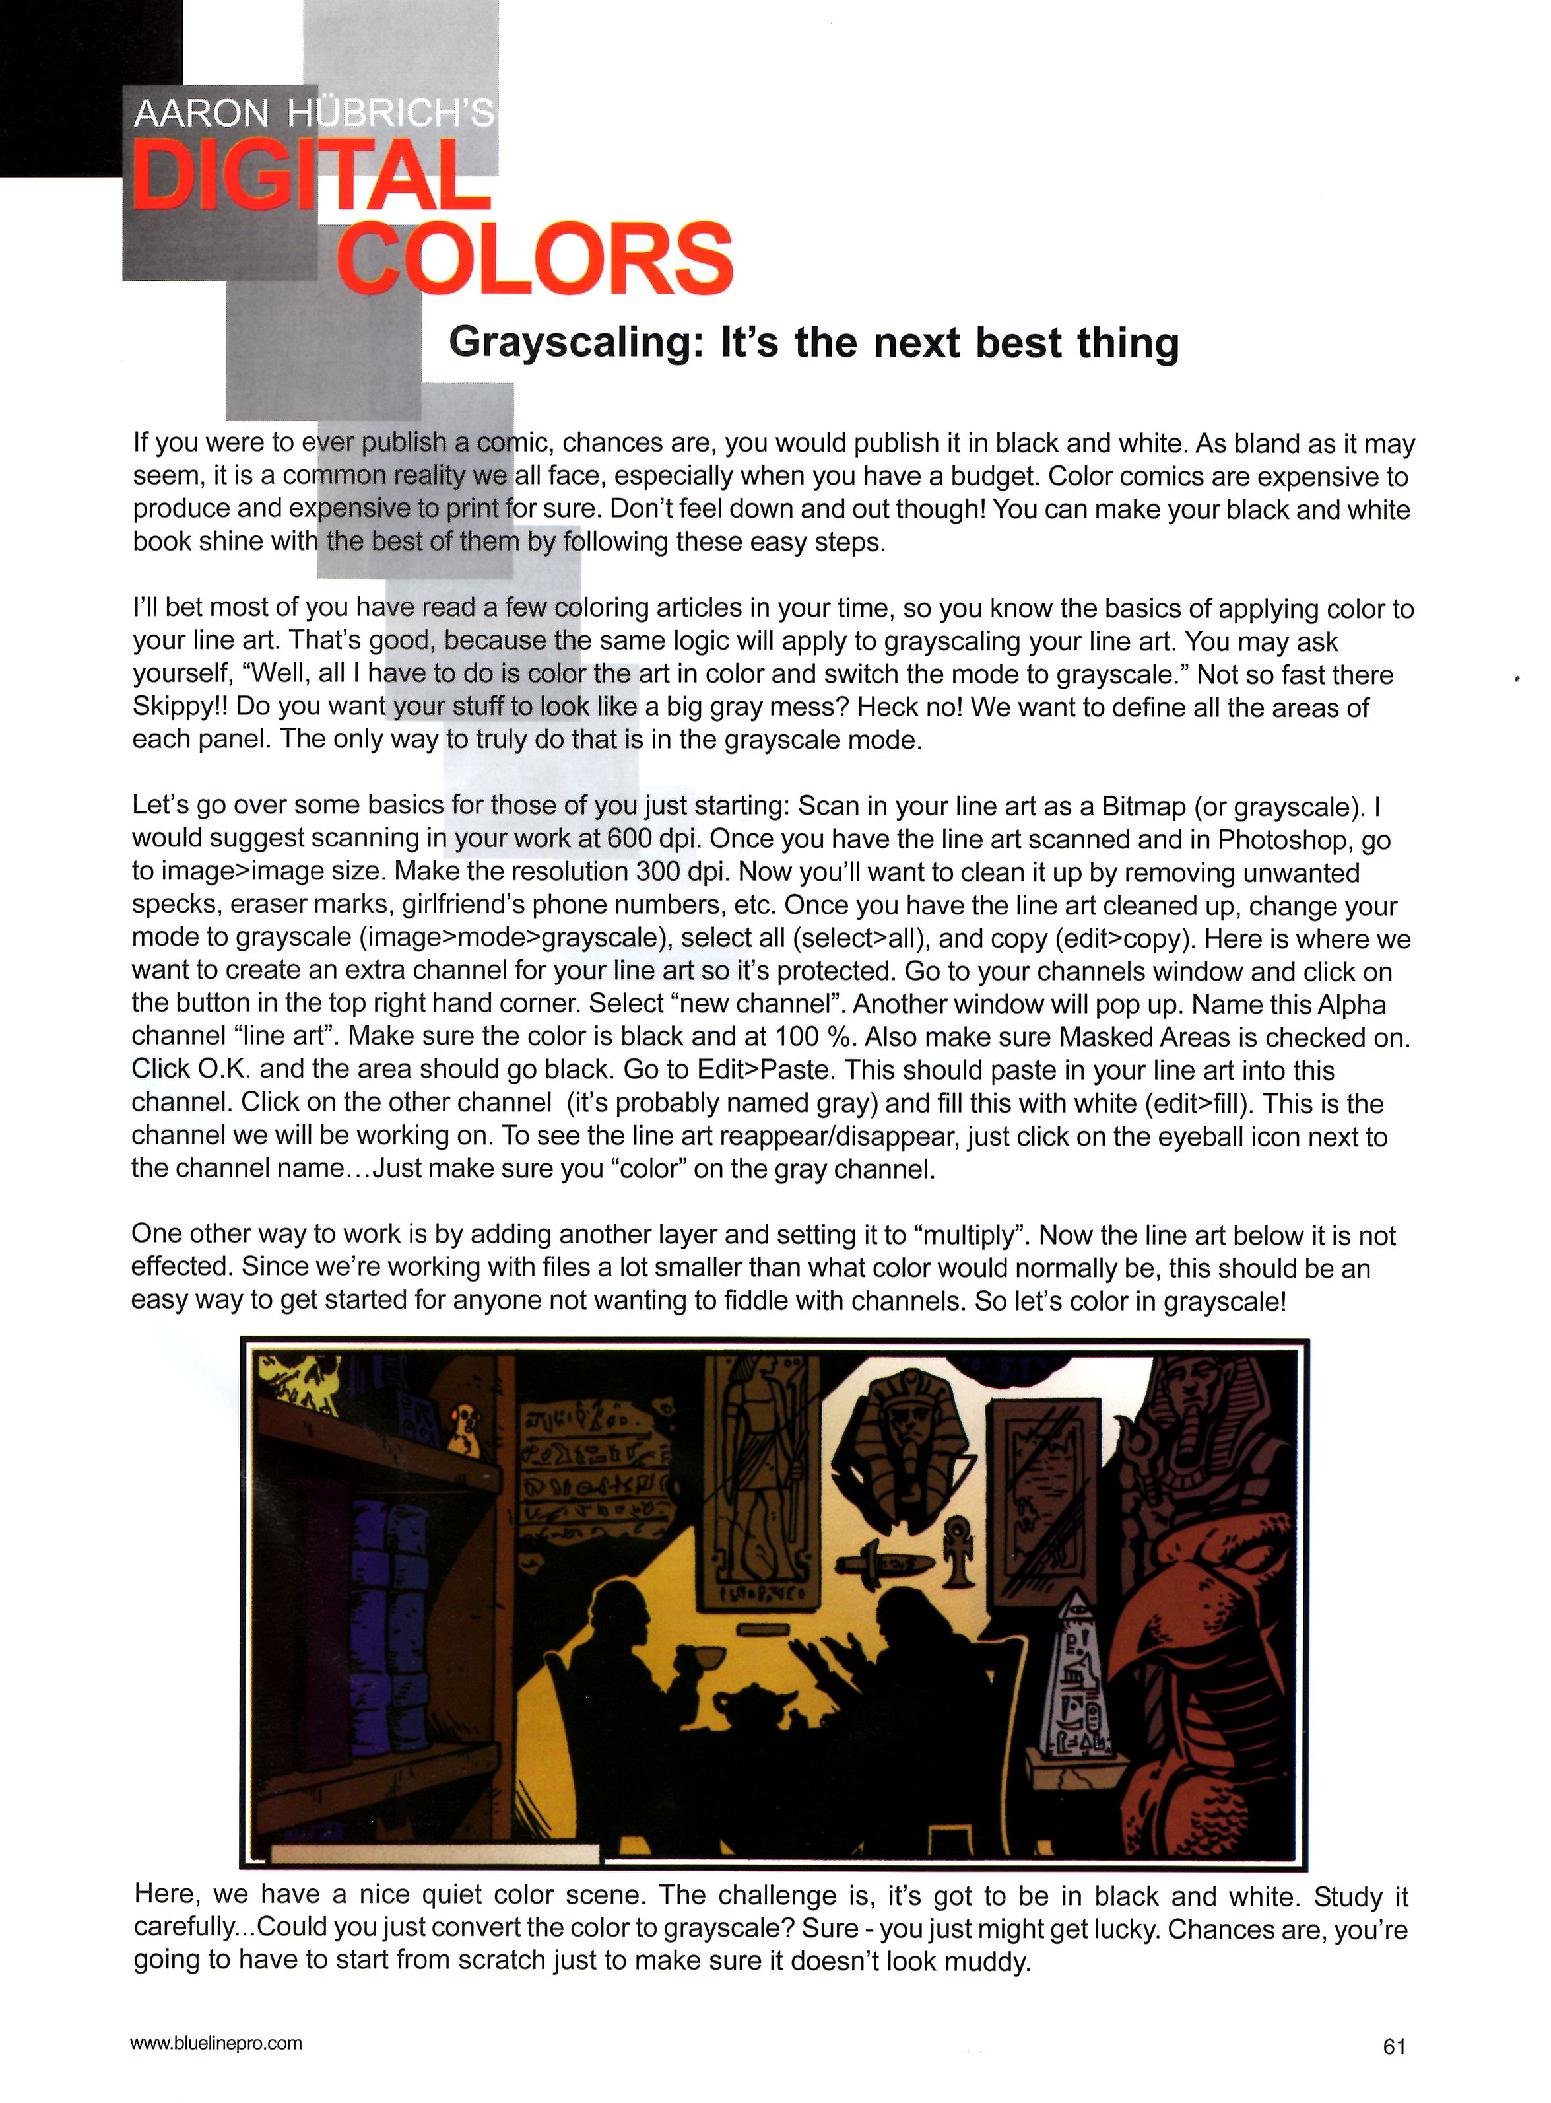 AARON HÜBRICH'S
DIGITAL
COLORS
Grayscaling: It's the next best thing
If you were to ever publish a comic, chances are, you would publish it in black and white. As bland as it may
seem, it is a common reality we all face, especially when you have a budget. Color comics are expensive to
produce and expensive to print for sure. Don't feel down and out though! You can make your black and white
book shine with the best of them by following these easy steps.
I'll bet most of you have read a few coloring articles in your time, so you know the basics of applying color to
your line art. That's good, because the same logic will apply to grayscaling your line art. You may ask
yourself, “Well, all I have to do is color the art in color and switch the mode to grayscale.” Not so fast there
Skippy!! Do you want your stuff to look like a big gray mess? Heck no! We want to define all the areas of
each panel. The only way to truly do that is in the grayscale mode.
Let's go over some basics for those of you just starting: Scan in your line art as a Bitmap (or grayscale). I
would suggest scanning in your work at 600 dpi. Once you have the line art scanned and in Photoshop, go
to image>image size. Make the resolution 300 dpi. Now you'll want to clean it up by removing unwanted
specks, eraser marks, girlfriend's phone numbers, etc. Once you have the line art cleaned up, change your
mode to grayscale (image>mode>grayscale), select all (select>all), and copy (edit>copy). Here is where we
want to create an extra channel for your line art so it's protected. Go to your channels window and click on
the button in the top right hand corner. Select “new channel”. Another window will pop up. Name this Alpha
channel “line art”. Make sure the color is black and at 100 %. Also make sure Masked Areas is checked on.
Click O.K. and the area should go black. Go to Edit>Paste. This should paste in your line art into this
channel. Click on the other channel (it's probably named gray) and fill this with white (edit>fill). This is the
channel we will be working on. To see the line art reappear/disappear, just click on the eyeball icon next to
the channel name...Just make sure you “color” on the gray channel.
One other way to work is by adding another layer and setting it to “multiply”. Now the line art below it is not
effected. Since we're working with files a lot smaller than what color would normally be, this should be an
easy way to get started for anyone not wanting to fiddle with channels. So let's color in grayscale!
Here, we have a nice quiet color scene. The challenge is, it's got to be in black and white. Study it
carefully...Could you just convert the color to grayscale? Sure - you just might get lucky. Chances are, you're
going to have to start from scratch just to make sure it doesn't look muddy.
www.bluelinepro.com
61